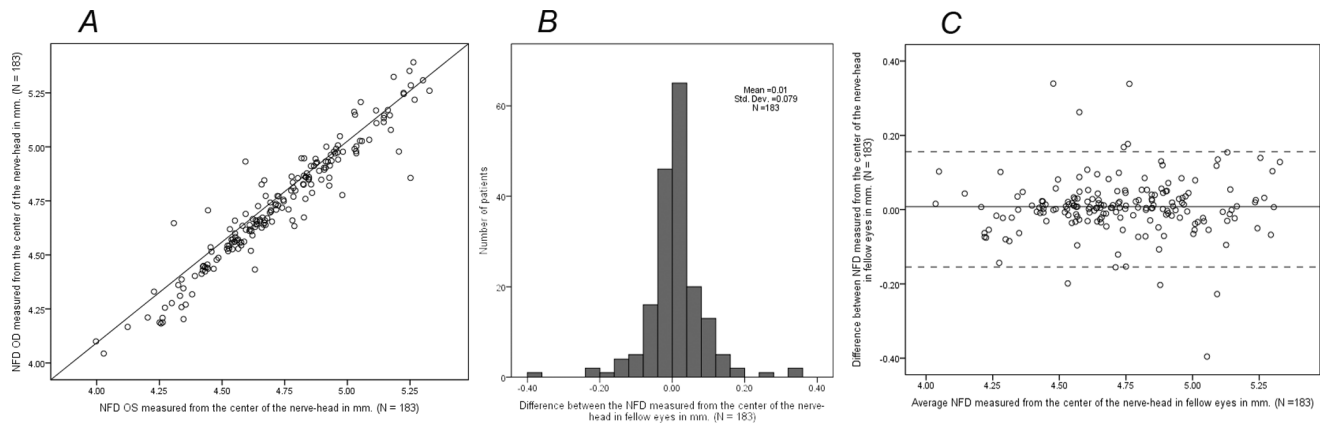 A
NFD OD measured from the center of the nerve-head in mm. (N = 183)
5.25
5.00
4.75
4.50
4.25
4.00
4.00
4.25
4.50
4.75
5.00
5.25
NFD OS measured from the center of the nerve-head in mm. (N = 183)
B
Mean =0.01
Std. Dev. =0.079
N =183
Number of patients
60
40
20
0
-0.40
-0.20
0.00
0.20
0.40
Difference between the NFD measured from the center of the nerve-
head in fellow eyes in mm. (N = 183)
C
Difference between NFD measured from the center of the nerve-head
in fellow eyes in mm. (N = 183)
0.40
0.20
0.00
-0.20
-0.40
4.00
4.25
4.50
4.75
5.00
5.25
Average NFD measured from the center of the nerve-head in fellow eyes in mm. (N =183)